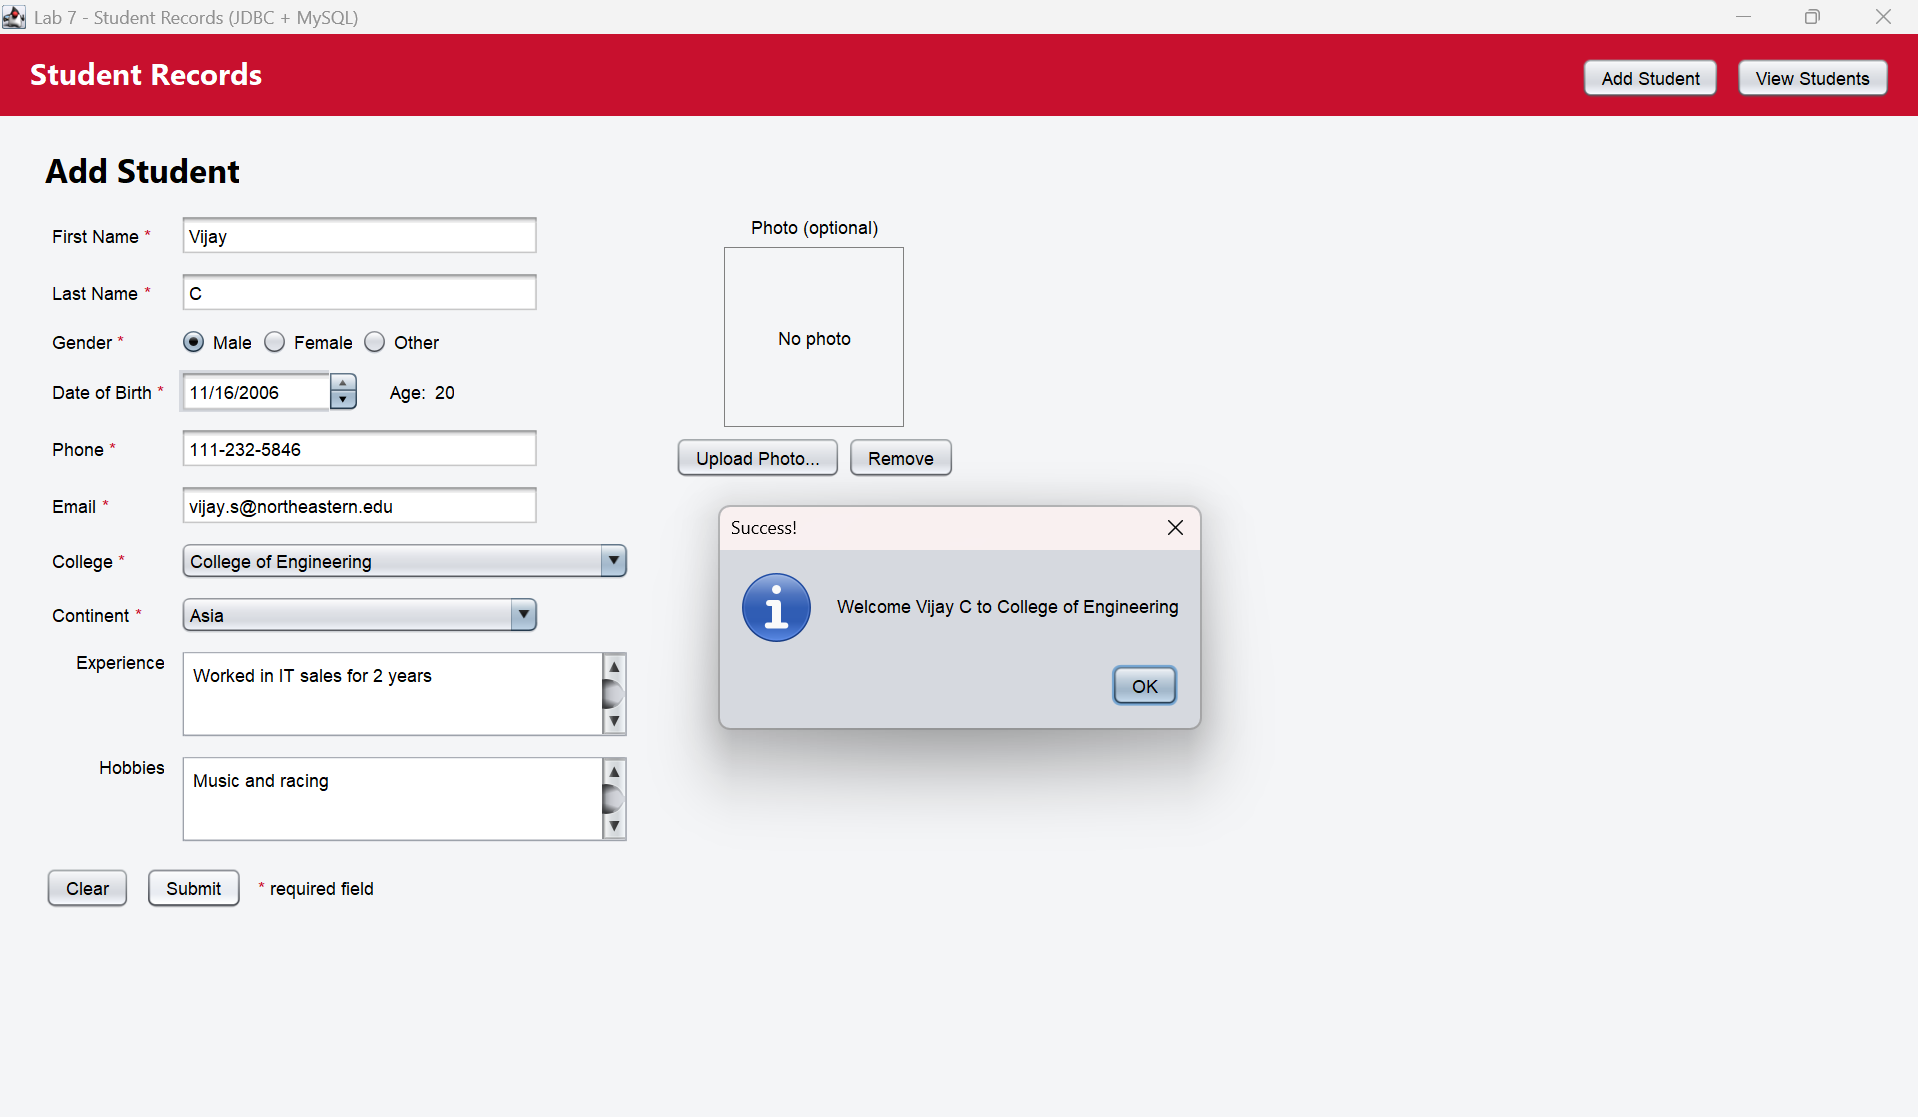 Lab 7 - Student Records (JDBC + MySQL)
Student Records
Add Student
View Students
Add Student
First Name *
Vijay
Last Name *
C
Gender *
Male
Female
Other
Date of Birth *
11/16/2006
Age: 20
Phone *
111-232-5846
Email *
vijay.s@northeastern.edu
College *
College of Engineering
Continent *
Asia
Experience
Worked in IT sales for 2 years
Hobbies
Music and racing
Clear
Submit
* required field
Photo (optional)
No photo
Upload Photo...
Remove
Success!
Welcome Vijay C to College of Engineering
OK